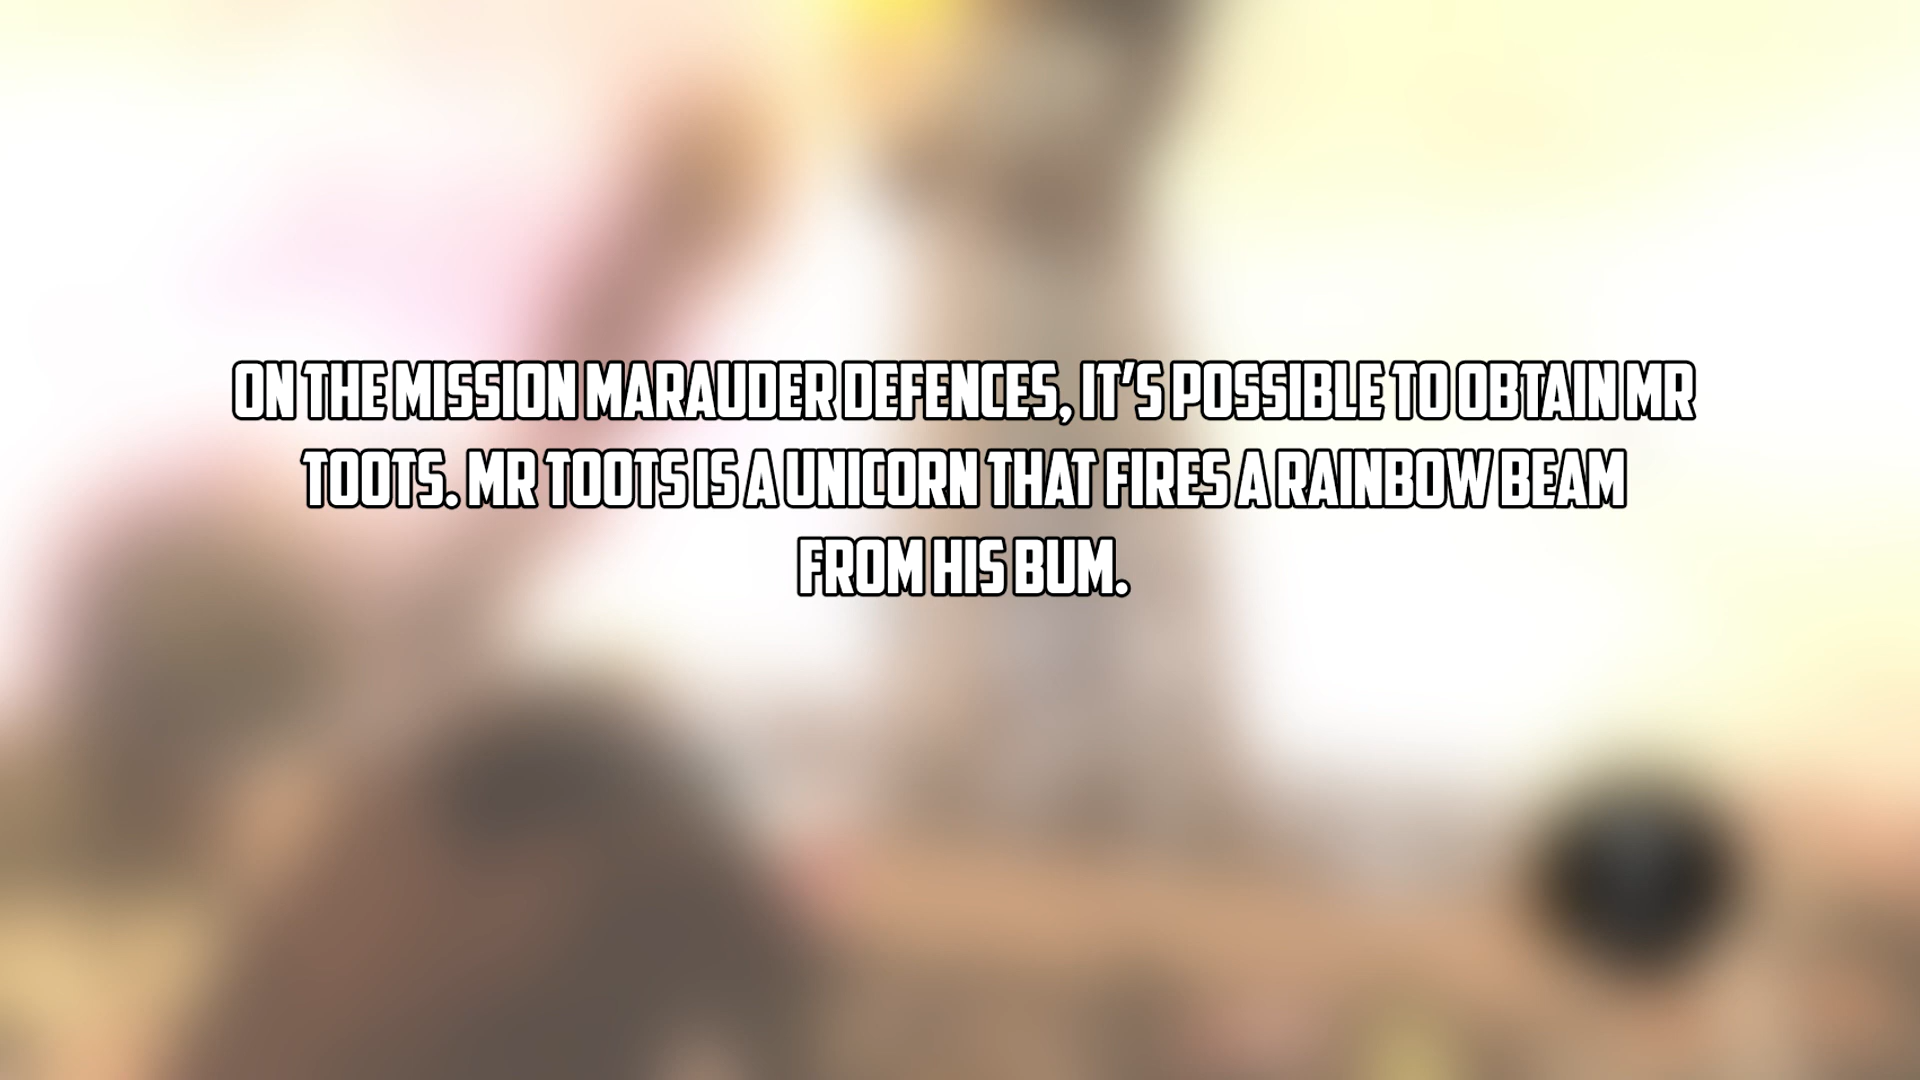 ON THE MISSION MARAUDER DEFENCES, IT'S POSSIBLE TO OBTAIN MR
TOOTS. MR TOOTS IS A UNICORN THAT FIRES A RAINBOW BEAM
FROM HIS BUM.